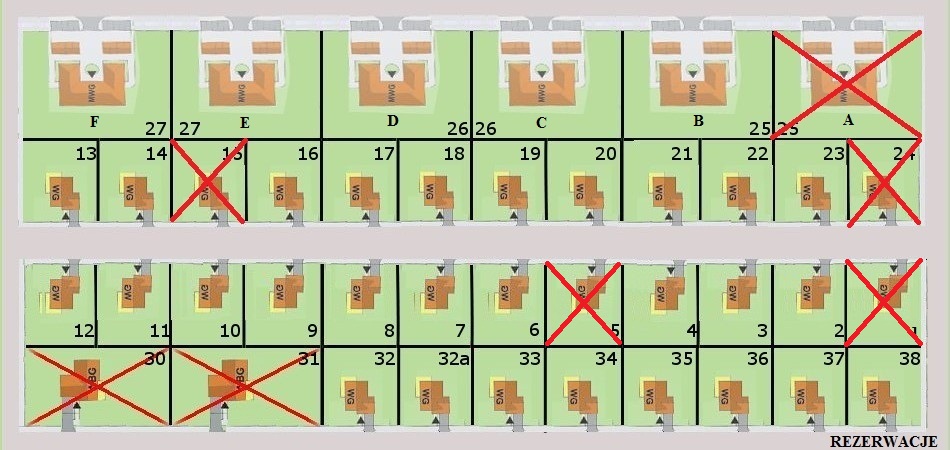 MWG MWG MWG MWG MWG MWG
F 27 27 E D 26 26 C B 25 25 A
13 14 15 16 17 18 19 20 21 22 23 24
WG WG WG WG WG WG WG WG WG WG WG WG
WG WG WG WG WG WG WG WG WG WG WG WG
12 11 10 9 8 7 6 5 4 3 2 1
30 31 32 32a 33 34 35 36 37 38
WBG WBG WG WG WG WG WG WG WG WG
REZERWACJE